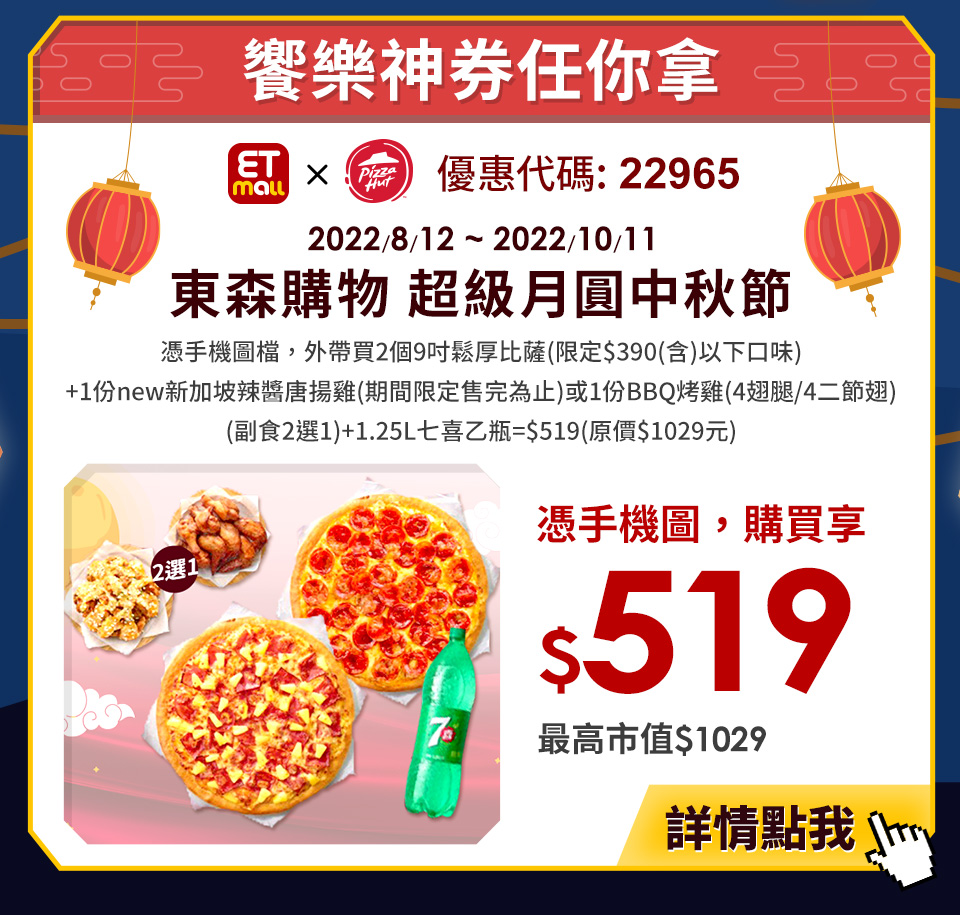 饗樂神券任你拿
ET mall × Pizza Hut 優惠代碼: 22965
2022/8/12 ~ 2022/10/11
東森購物 超級月圓中秋節
憑手機圖檔，外帶買2個9吋鬆厚比薩(限定$390(含)以下口味)
+1份new新加坡辣醬唐揚雞(期間限定售完為止)或1份BBQ烤雞(4翅腿/4二節翅)
(副食2選1)+1.25L七喜乙瓶=$519(原價$1029元)
2選1
7喜
憑手機圖，購買享
$519
最高市值$1029
詳情點我